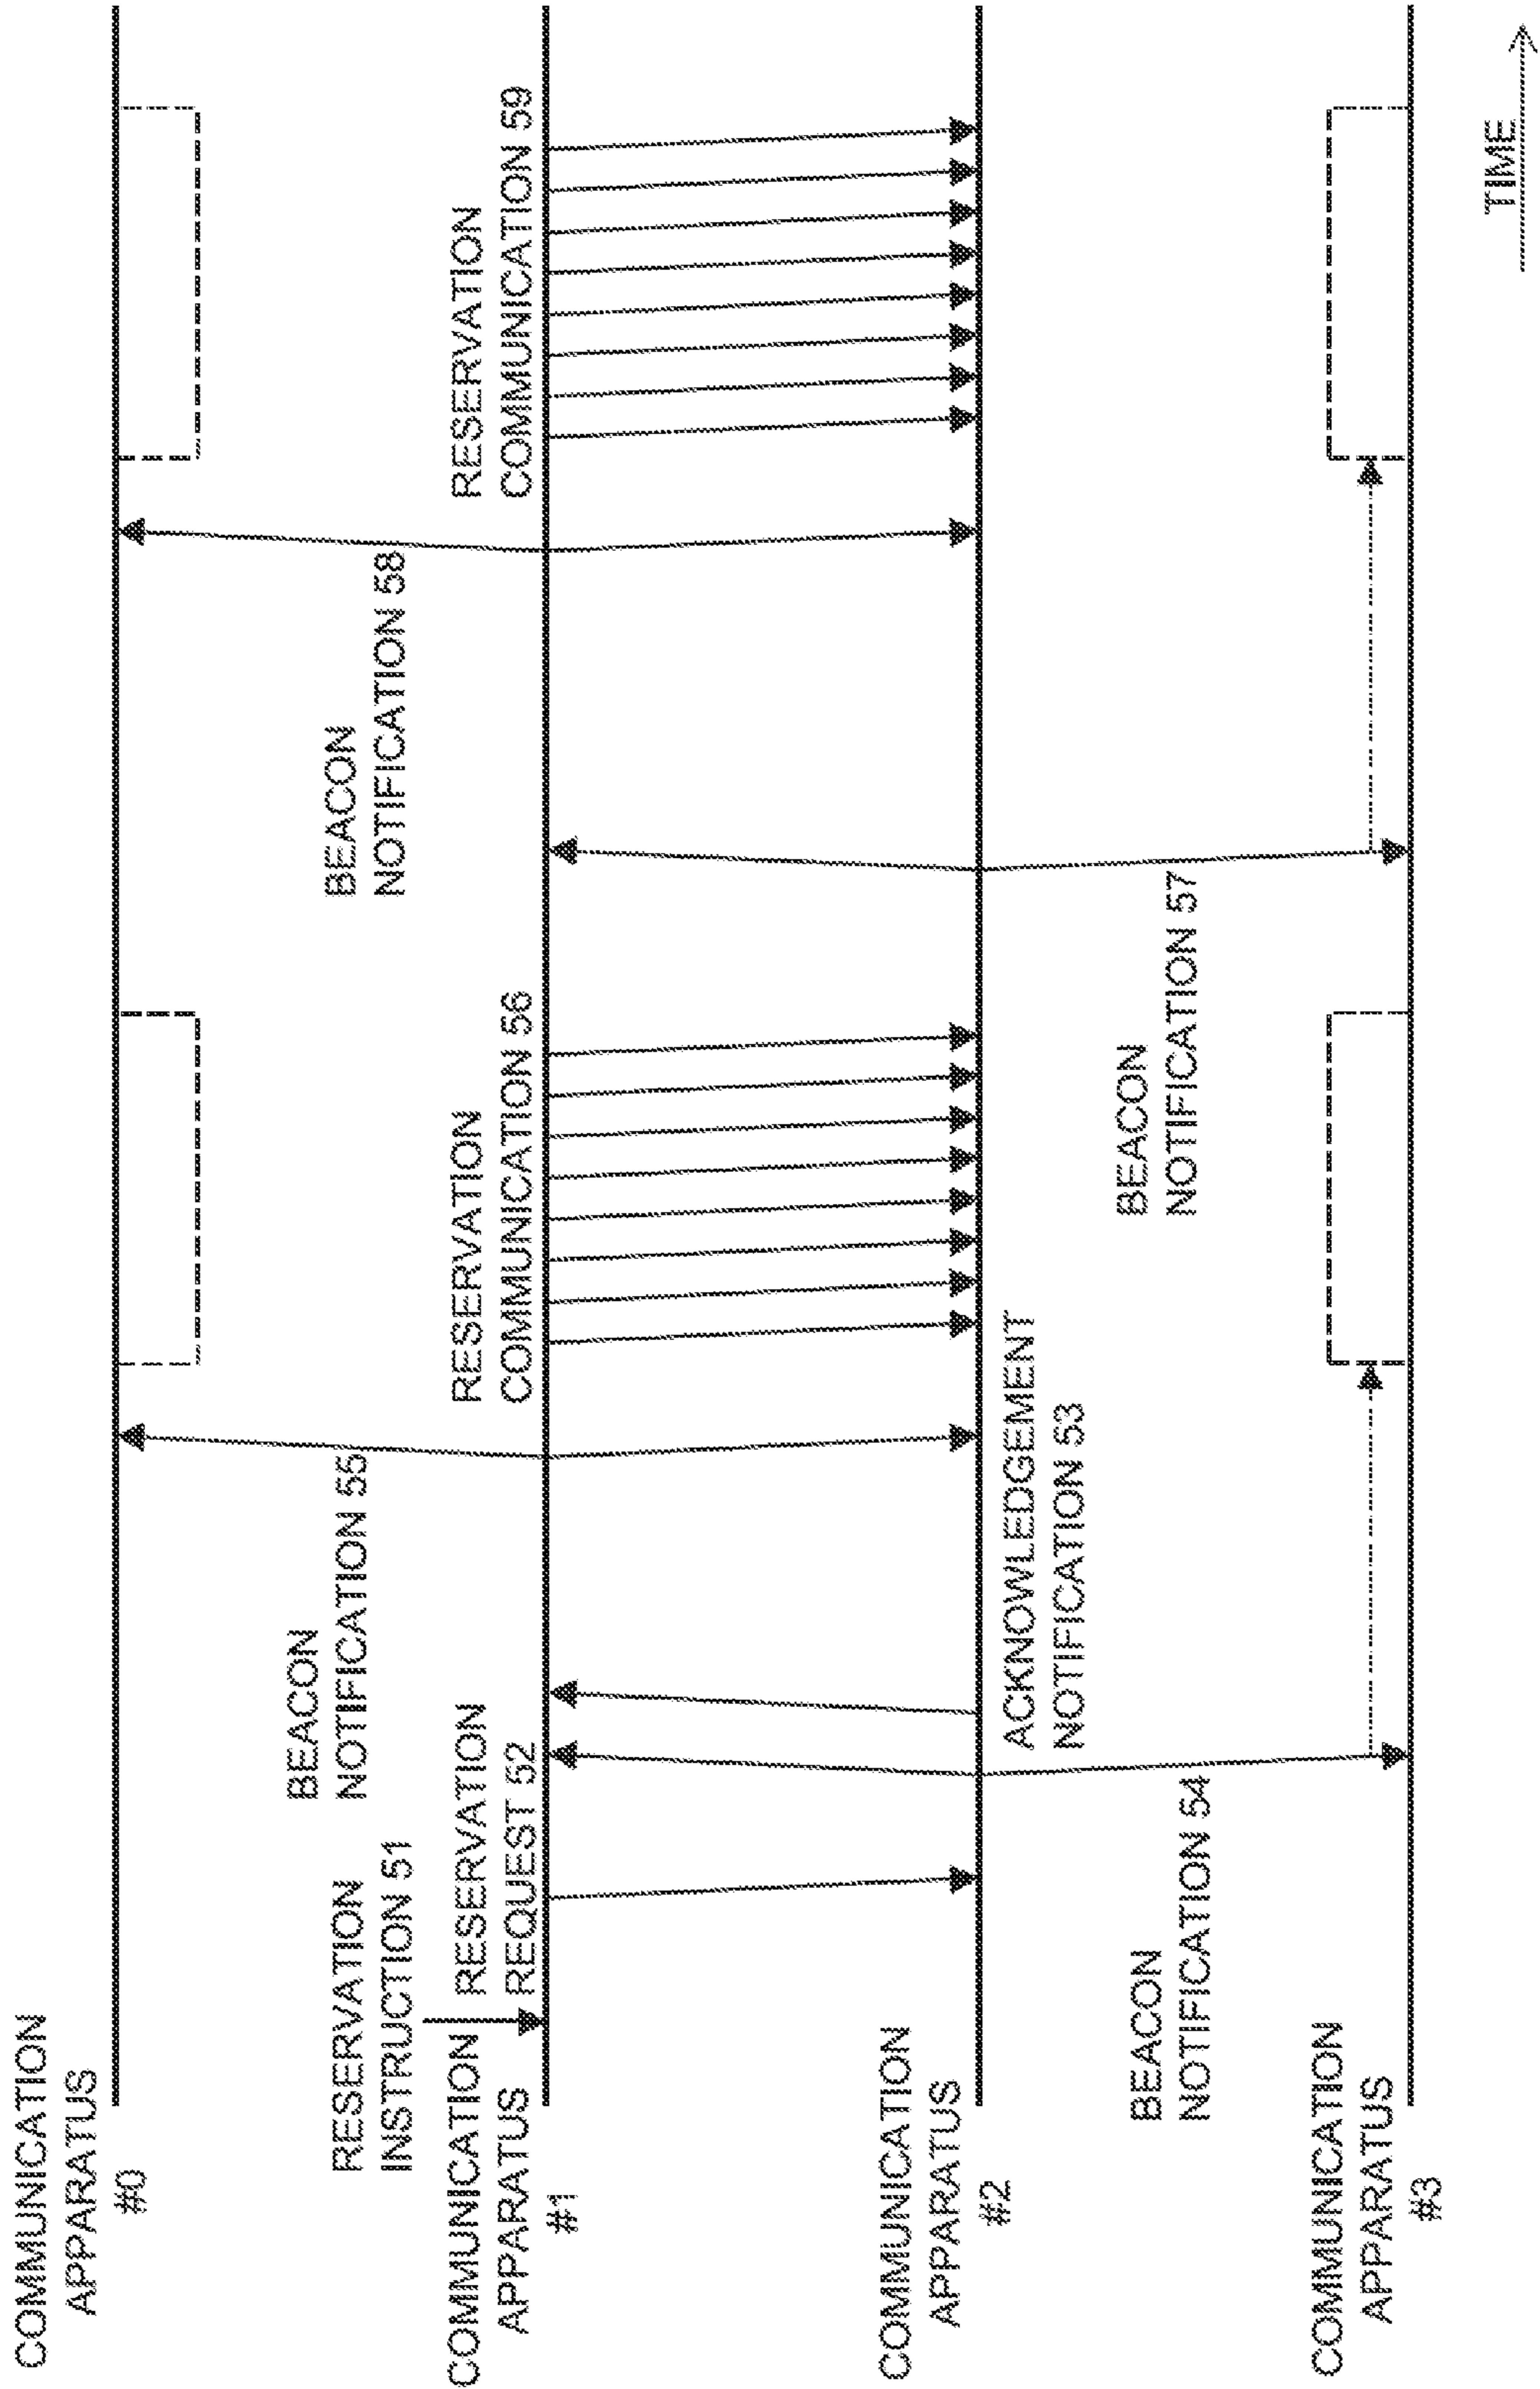 COMMUNICATION
APPARATUS
#0
BEACON
NOTIFICATION 55
BEACON
NOTIFICATION 58
RESERVATION
INSTRUCTION 51
COMMUNICATION
APPARATUS
#1
RESERVATION
REQUEST 52
RESERVATION
COMMUNICATION 56
RESERVATION
COMMUNICATION 59
COMMUNICATION
APPARATUS
#2
ACKNOWLEDGEMENT
NOTIFICATION 53
BEACON
NOTIFICATION 54
BEACON
NOTIFICATION 57
COMMUNICATION
APPARATUS
#3
TIME